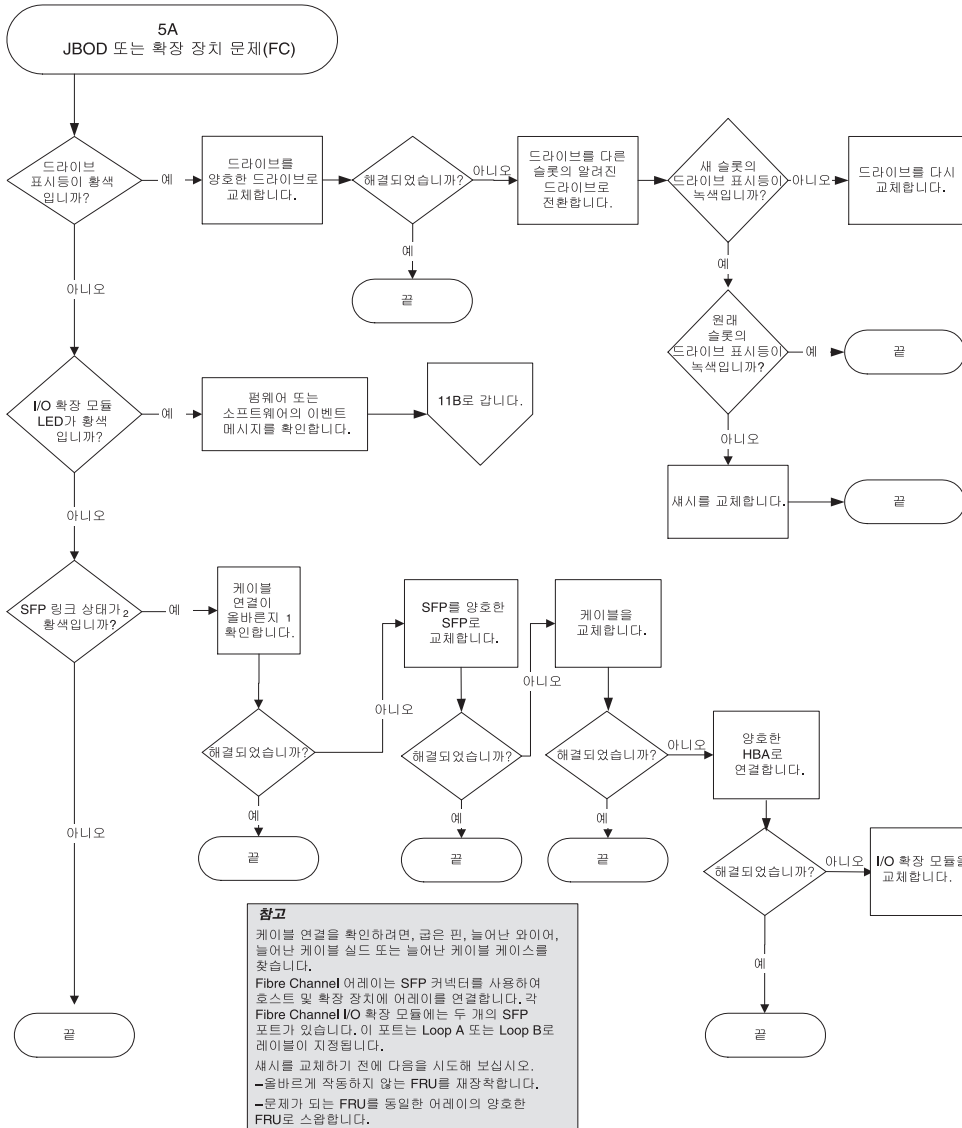 5A
JBOD 또는 확장 장치 문제(FC)
드라이브
표시등이 황색
입니까?
예
드라이브를
양호한 드라이브로
교체합니다.
해결되었습니까?
아니오
드라이브를 다른
슬롯의 알려진
드라이브로
전환합니다.
새 슬롯의
드라이브 표시등이
녹색입니까?
아니오
드라이브를 다시
교체합니다.
예
끝
예
원래
슬롯의
드라이브 표시등이
녹색입니까?
예
끝
아니오
섀시를 교체합니다.
끝
아니오
I/O 확장 모듈
LED가 황색
입니까?
예
펌웨어 또는
소프트웨어의 이벤트
메시지를 확인합니다.
11B로 갑니다.
아니오
SFP 링크 상태가 2
황색입니까?
예
케이블
연결이
올바른지 1
확인합니다.
해결되었습니까?
아니오
예
끝
SFP를 양호한
SFP로
교체합니다.
해결되었습니까?
아니오
예
끝
케이블을
교체합니다.
해결되었습니까?
아니오
예
끝
양호한
HBA로
연결합니다.
해결되었습니까?
아니오
I/O 확장 모듈을
교체합니다.
예
끝
아니오
끝
참고
케이블 연결을 확인하려면, 굽은 핀, 늘어난 와이어,
늘어난 케이블 실드 또는 늘어난 케이블 케이스를
찾습니다.
Fibre Channel 어레이는 SFP 커넥터를 사용하여
호스트 및 확장 장치에 어레이를 연결합니다. 각
Fibre Channel I/O 확장 모듈에는 두 개의 SFP
포트가 있습니다. 이 포트는 Loop A 또는 Loop B로
레이블이 지정됩니다.
섀시를 교체하기 전에 다음을 시도해 보십시오.
–올바르게 작동하지 않는 FRU를 재장착합니다.
–문제가 되는 FRU를 동일한 어레이의 양호한
FRU로 스왑합니다.